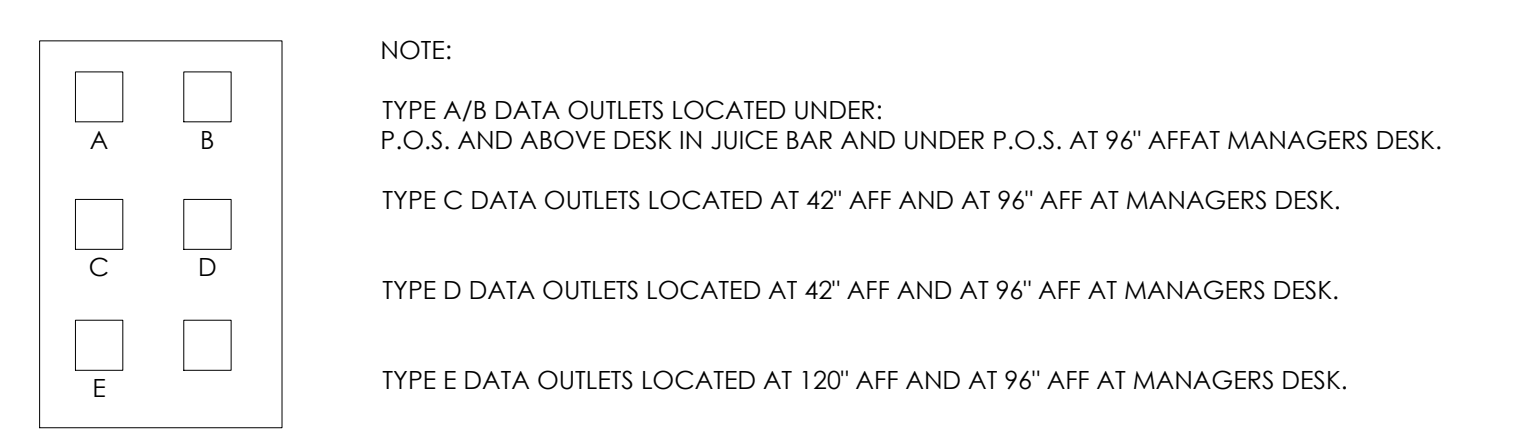 A B
C D
E
NOTE:
TYPE A/B DATA OUTLETS LOCATED UNDER:
P.O.S. AND ABOVE DESK IN JUICE BAR AND UNDER P.O.S. AT 96" AFFAT MANAGERS DESK.
TYPE C DATA OUTLETS LOCATED AT 42" AFF AND AT 96" AFF AT MANAGERS DESK.
TYPE D DATA OUTLETS LOCATED AT 42" AFF AND AT 96" AFF AT MANAGERS DESK.
TYPE E DATA OUTLETS LOCATED AT 120" AFF AND AT 96" AFF AT MANAGERS DESK.